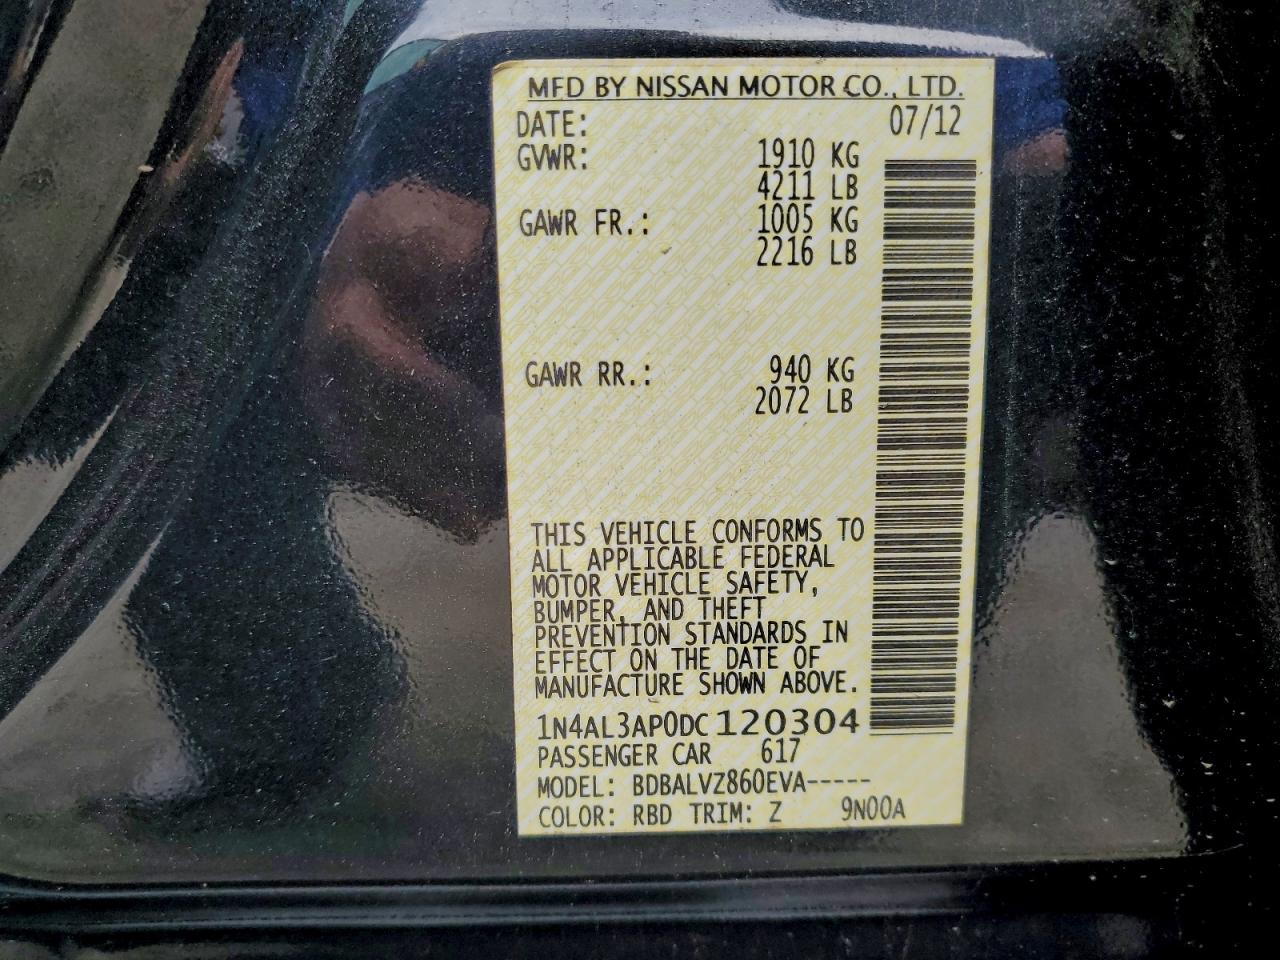 MFD BY NISSAN MOTOR CO., LTD.
DATE: 07/12
GVWR: 1910 KG
4211 LB
GAWR FR.: 1005 KG
2216 LB
GAWR RR.: 940 KG
2072 LB
THIS VEHICLE CONFORMS TO
ALL APPLICABLE FEDERAL
MOTOR VEHICLE SAFETY,
BUMPER, AND THEFT
PREVENTION STANDARDS IN
EFFECT ON THE DATE OF
MANUFACTURE SHOWN ABOVE.
1N4AL3AP0DC120304
PASSENGER CAR 617
MODEL: BDBALVZ860EVA-----
COLOR: RBD TRIM: Z 9N00A